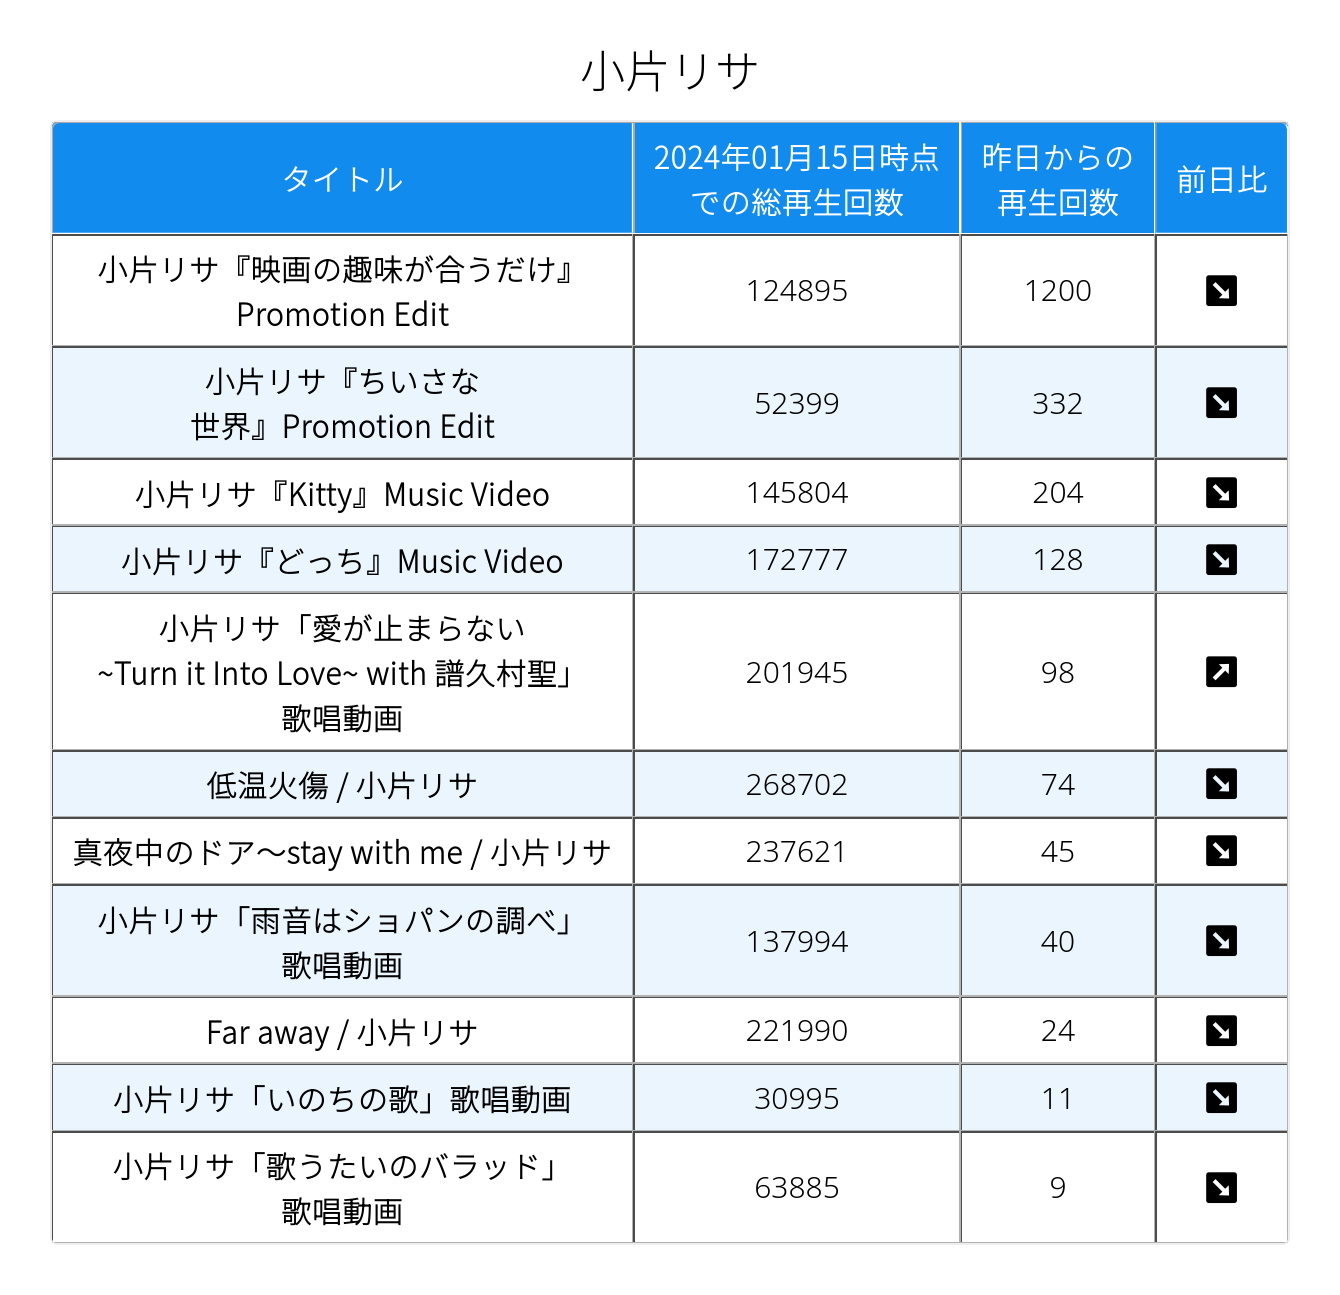 小片リサ
タイトル
2024年01月15日時点
での総再生回数
昨日からの
再生回数
前日比
小片リサ『映画の趣味が合うだけ』
Promotion Edit
124895
1200
小片リサ『ちいさな
世界』Promotion Edit
52399
332
小片リサ『Kitty』Music Video
145804
204
小片リサ『どっち』Music Video
172777
128
小片リサ「愛が止まらない
~Turn it Into Love~ with 譜久村聖」
歌唱動画
201945
98
低温火傷 / 小片リサ
268702
74
真夜中のドア〜stay with me / 小片リサ
237621
45
小片リサ「雨音はショパンの調べ」
歌唱動画
137994
40
Far away / 小片リサ
221990
24
小片リサ「いのちの歌」歌唱動画
30995
11
小片リサ「歌うたいのバラッド」
歌唱動画
63885
9